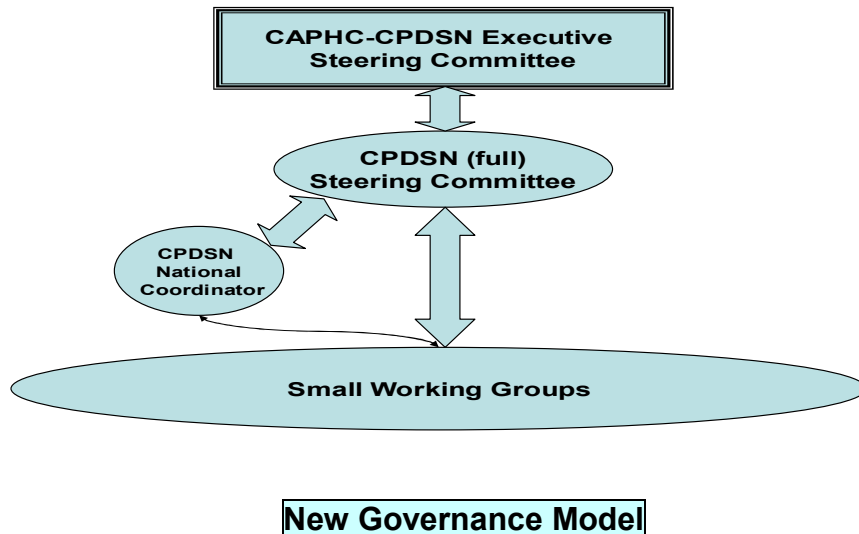 CAPHC-CPDSN Executive
Steering Committee
CPDSN (full)
Steering Committee
CPDSN
National
Coordinator
Small Working Groups
New Governance Model